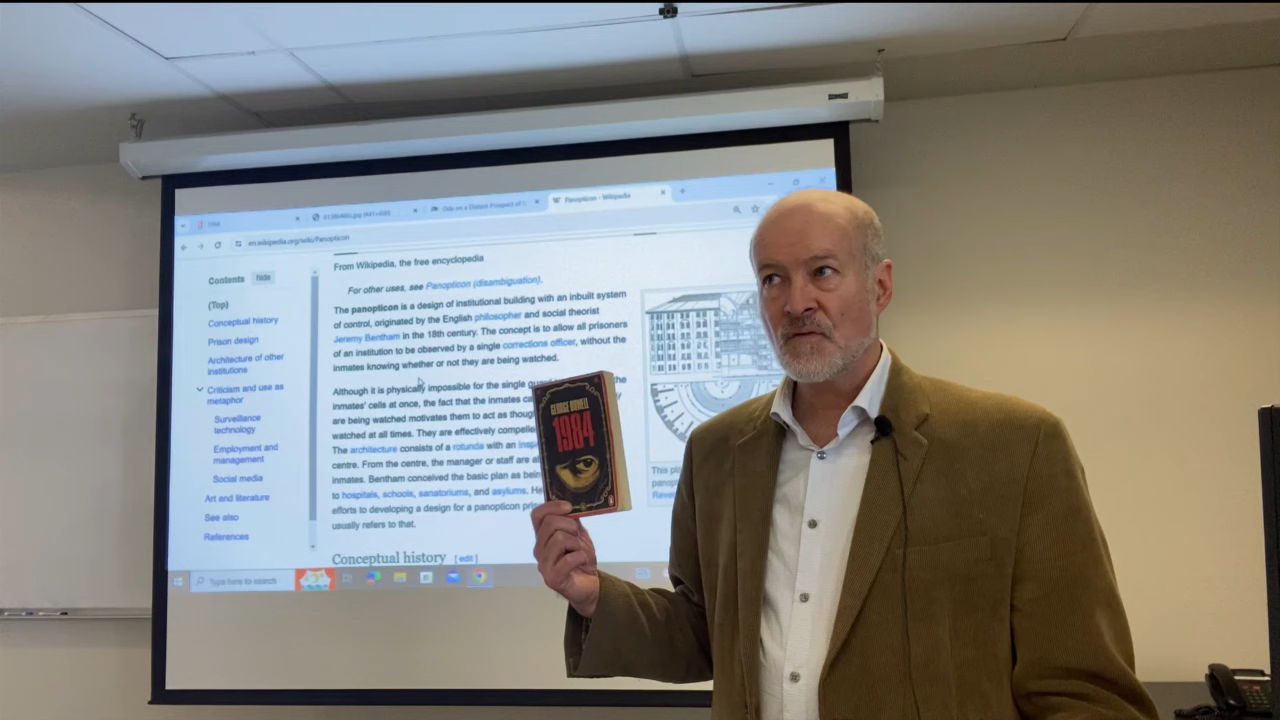 Panopticon - Wikipedia
en.wikipedia.org/wiki/Panopticon
Contents hide
(Top)
Conceptual history
Prison design
Architecture of other
institutions
Criticism and use as
metaphor
Surveillance
technology
Employment and
management
Social media
Art and literature
See also
References
From Wikipedia, the free encyclopedia
For other uses, see Panopticon (disambiguation).
The panopticon is a design of institutional building with an inbuilt system
of control, originated by the English philosopher and social theorist
Jeremy Bentham in the 18th century. The concept is to allow all prisoners
of an institution to be observed by a single corrections officer, without the
inmates knowing whether or not they are being watched.
Although it is physically impossible for the single the
inmates' cells at once, the fact that the inmates
are being watched motivates them to act as
watched at all times. They are effectively
The architecture consists of a rotunda with an
centre. From the centre, the manager or staff are
inmates. Bentham conceived the basic plan as
to hospitals, schools, sanatoriums, and asylums.
efforts to developing a design for a panopticon
usually refers to that.
Conceptual history [ edit ]
This
Type here to search
GEORGE ORWELL
1984